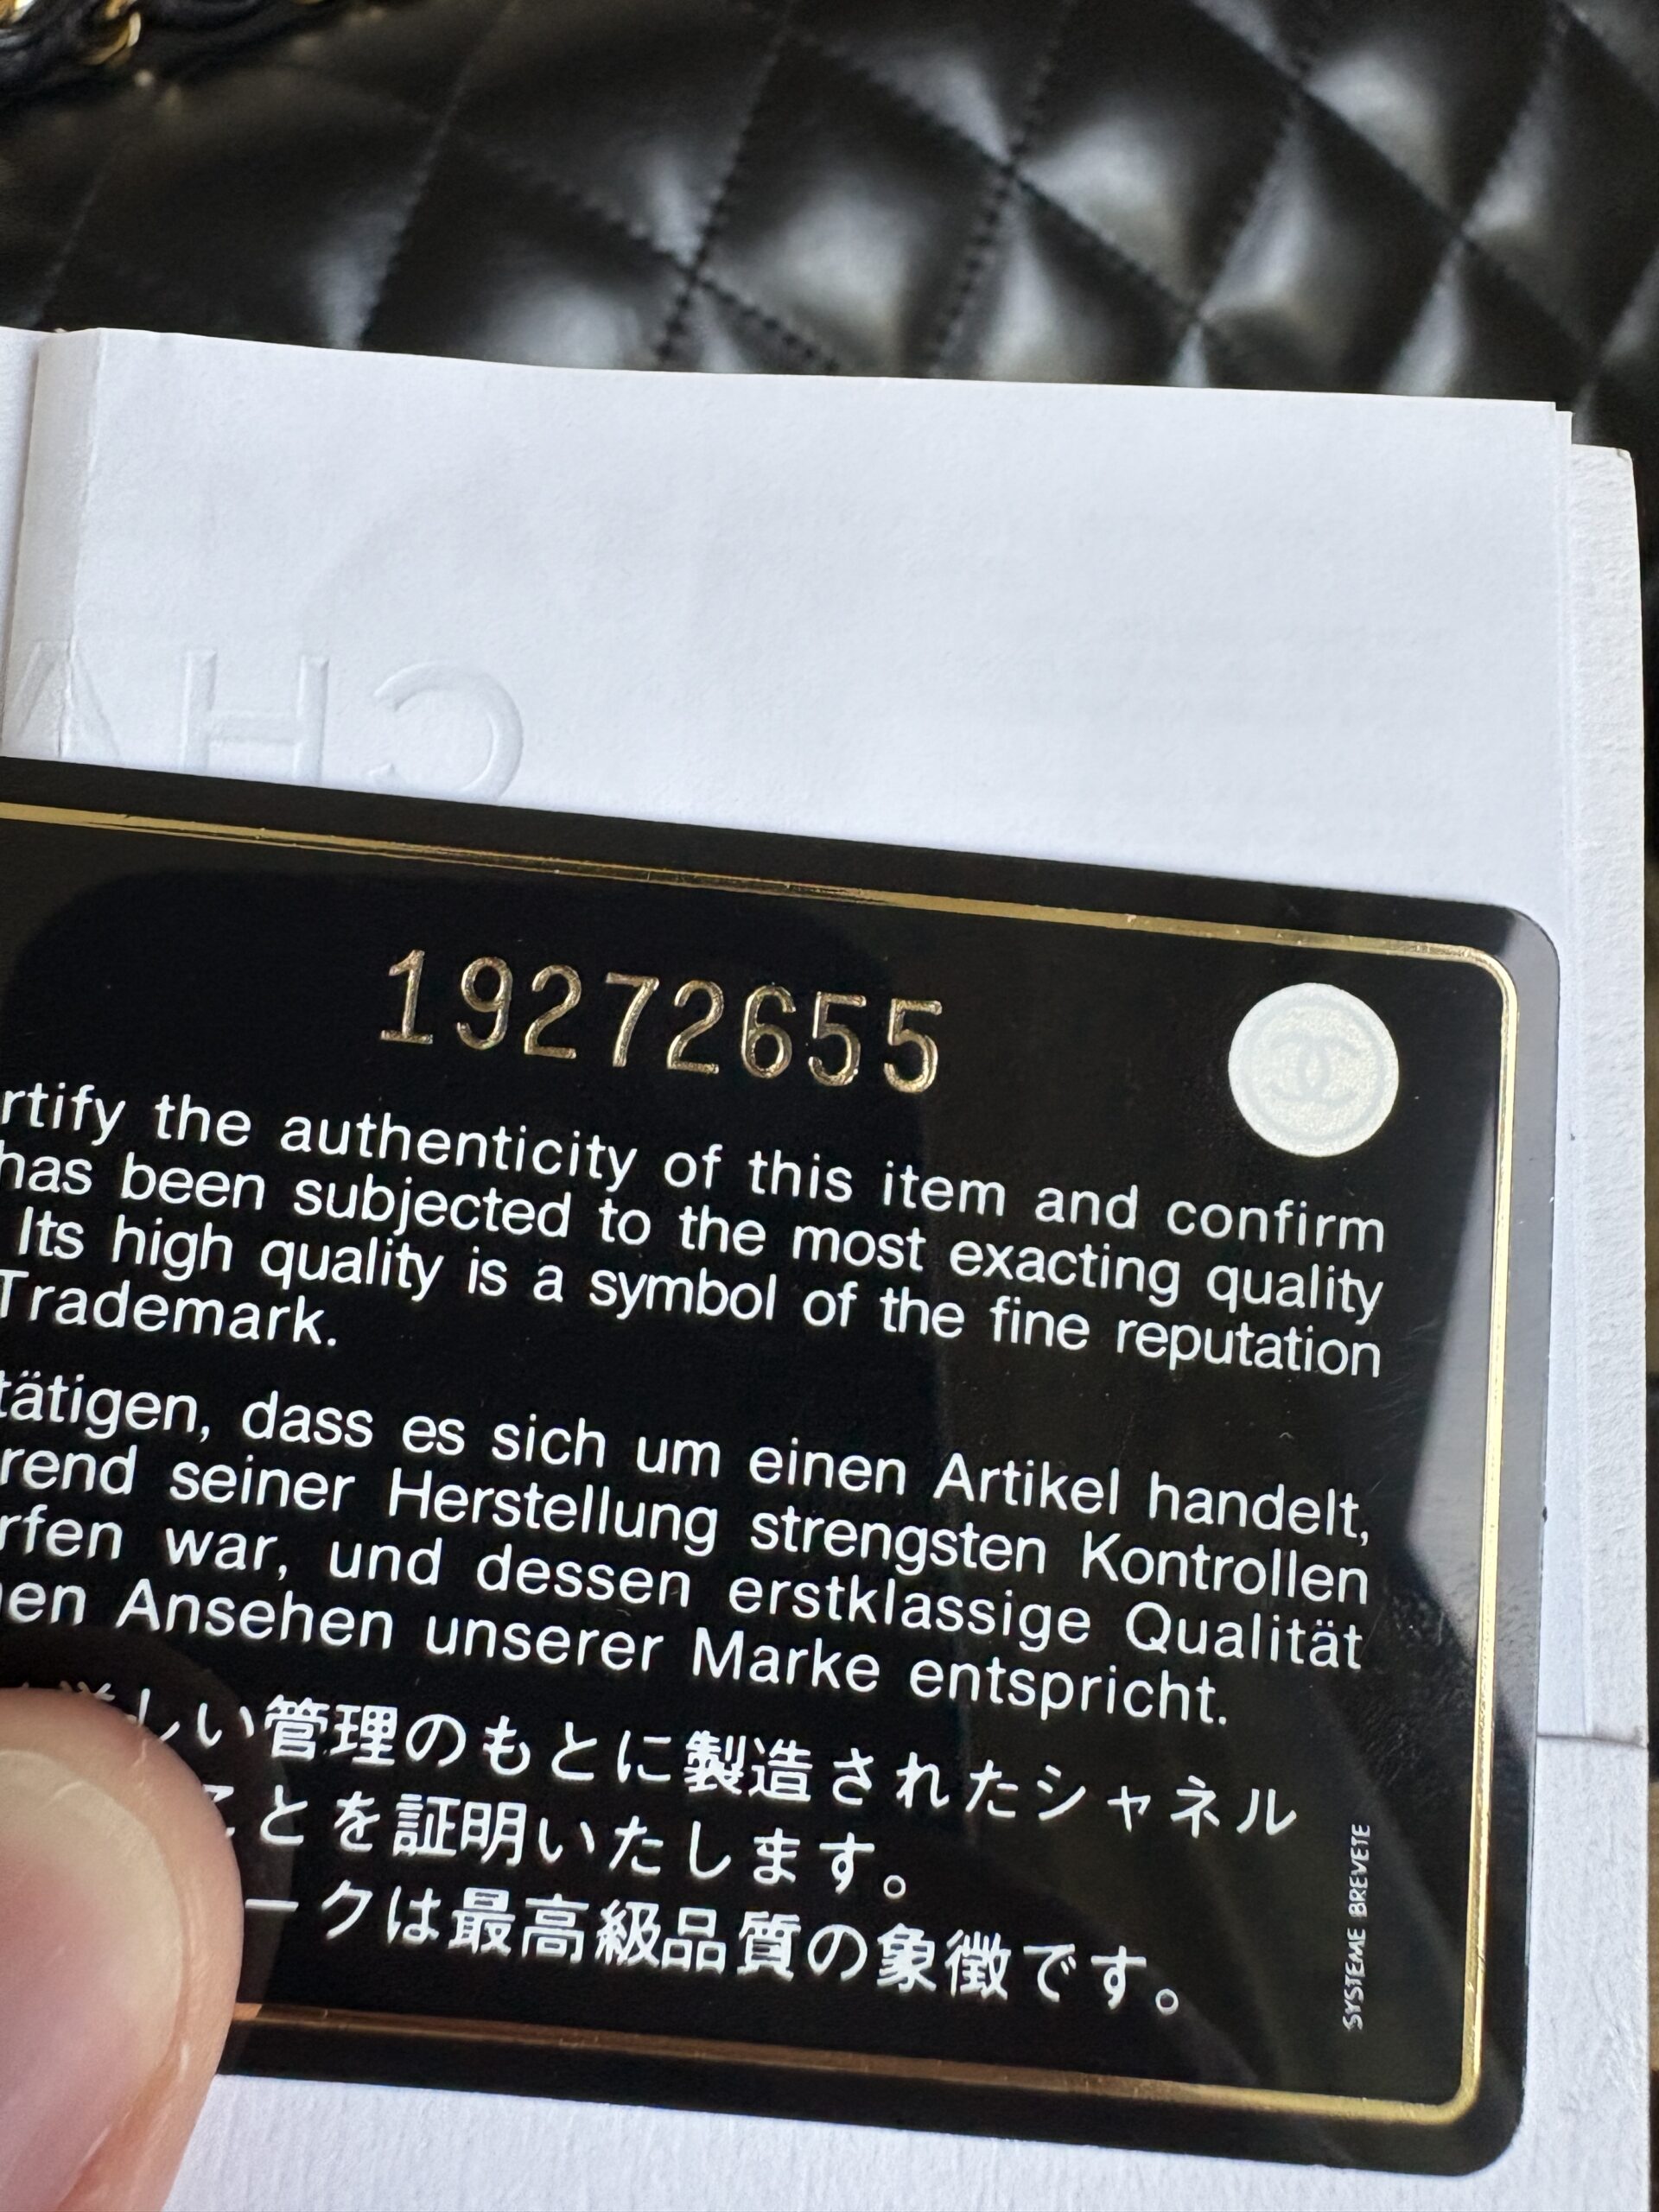 CHA
19272655
rtify the authenticity of this item and confirm
has been subjected to the most exacting quality
Its high quality is a symbol of the fine reputation
Trademark.
tätigen, dass es sich um einen Artikel handelt,
rend seiner Herstellung strengsten Kontrollen
rfen war, und dessen erstklassige Qualität
en Ansehen unserer Marke entspricht.
しい管理のもとに製造されたシャネル
ことを証明いたします。
ークは最高級品質の象徴です。
SYSTEME BREVETE